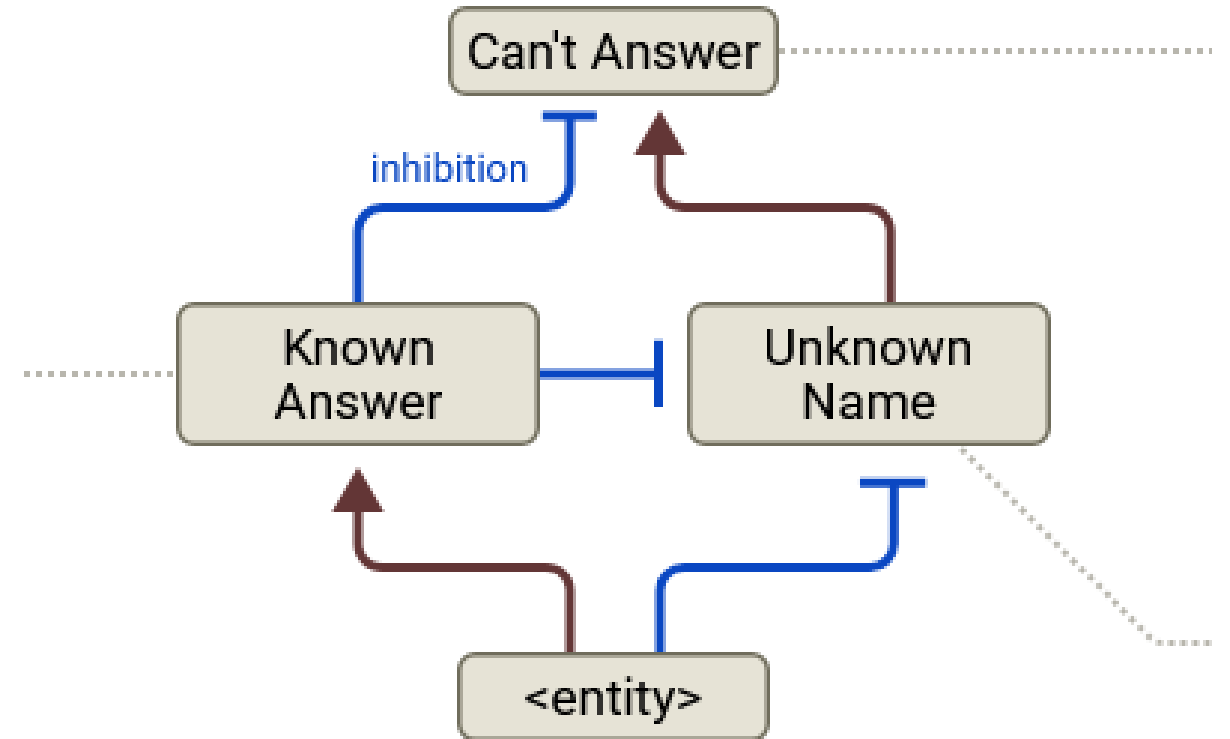 Can't Answer
inhibition
Known
Answer
Unknown
Name
<entity>